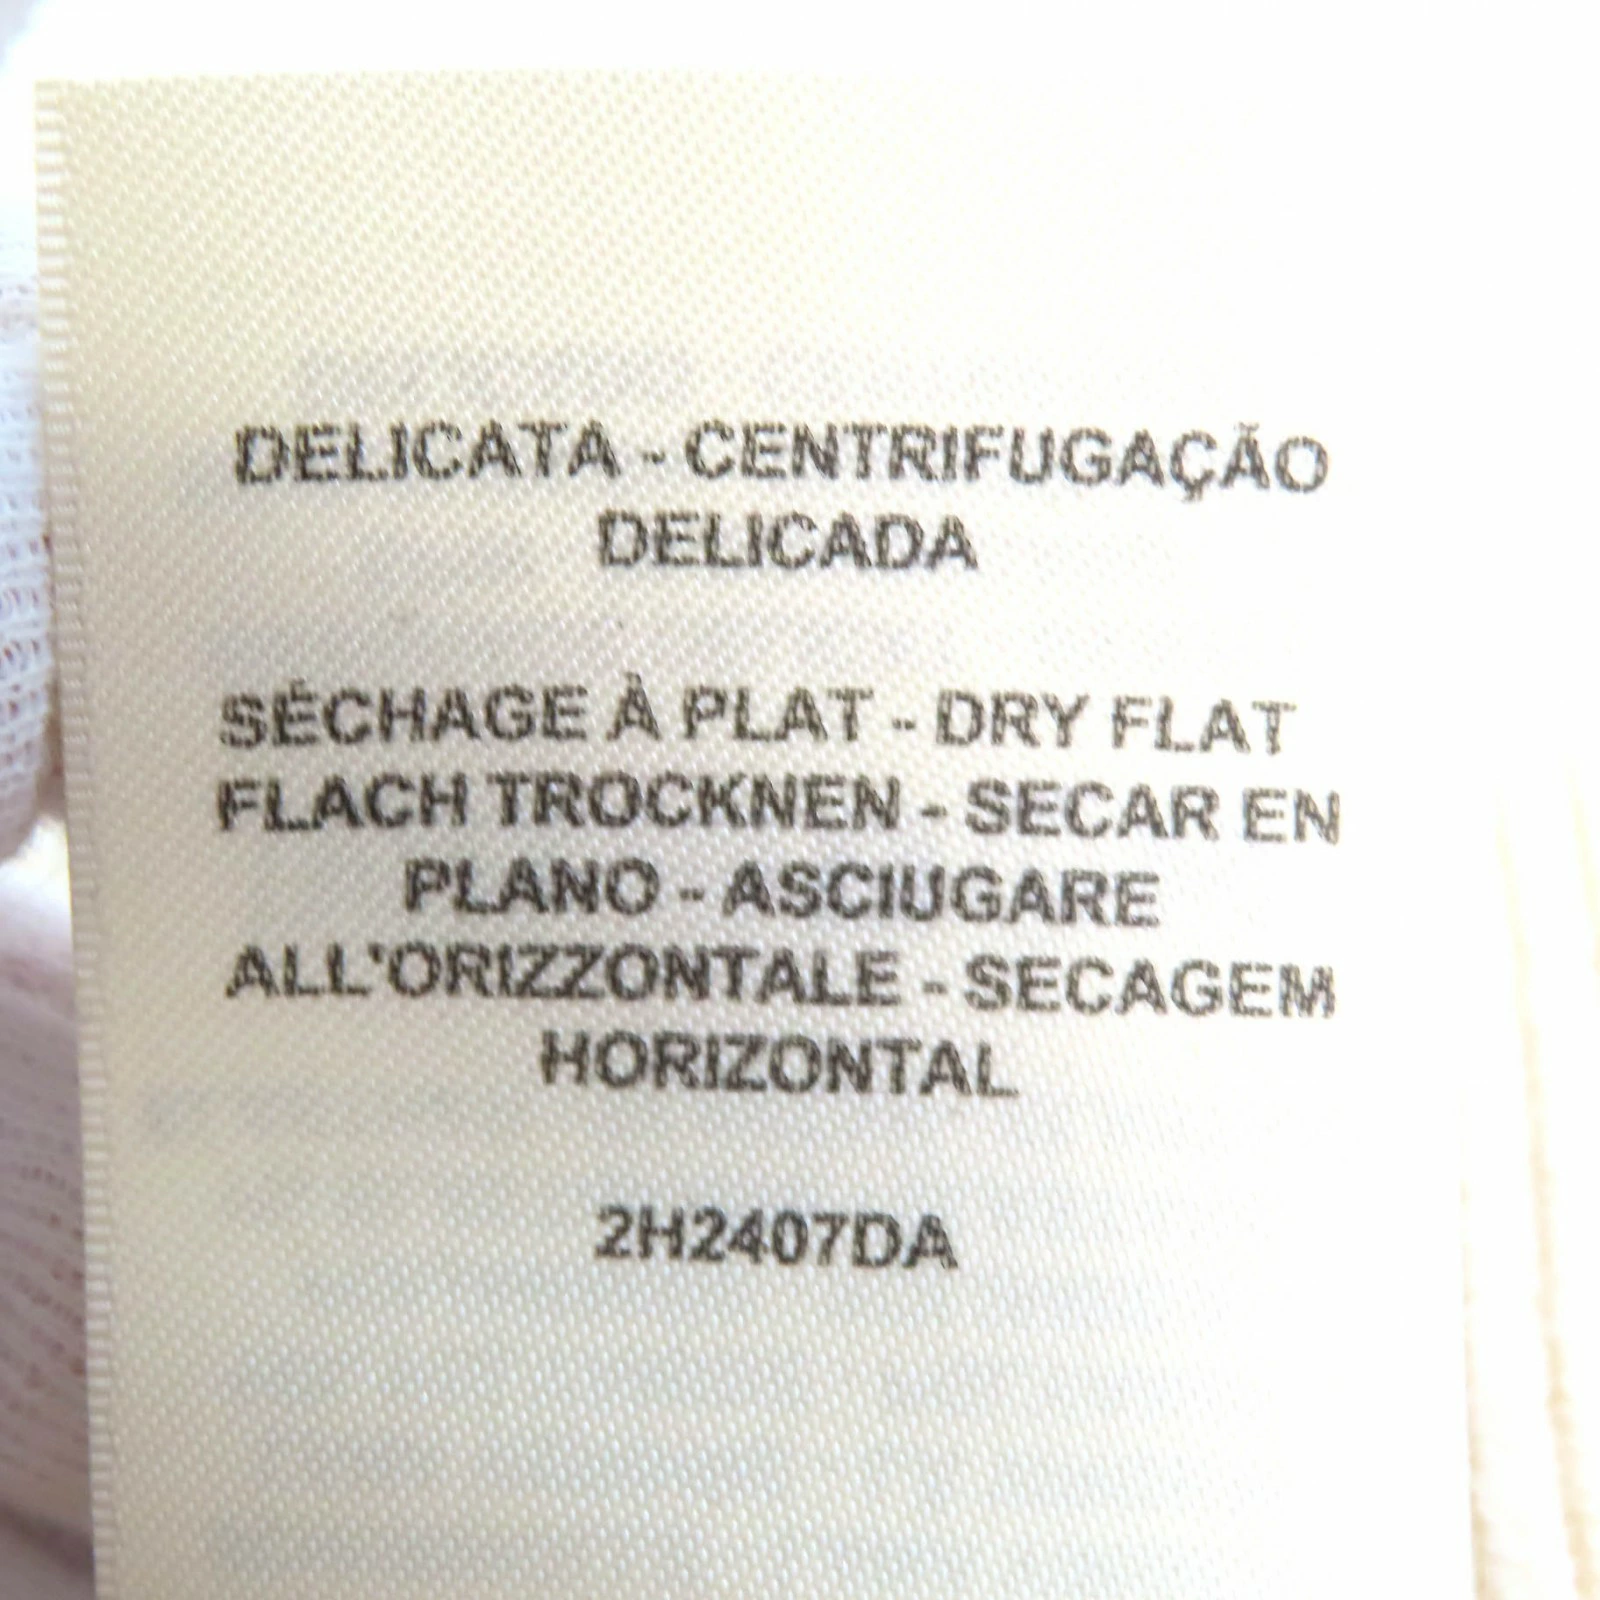 DELICATA - CENTRIFUGAÇÃO
DELICADA
SÉCHAGE À PLAT - DRY FLAT
FLACH TROCKNEN - SECAR EN
PLANO - ASCIUGARE
ALL'ORIZZONTALE - SECAGEM
HORIZONTAL
2H2407DA